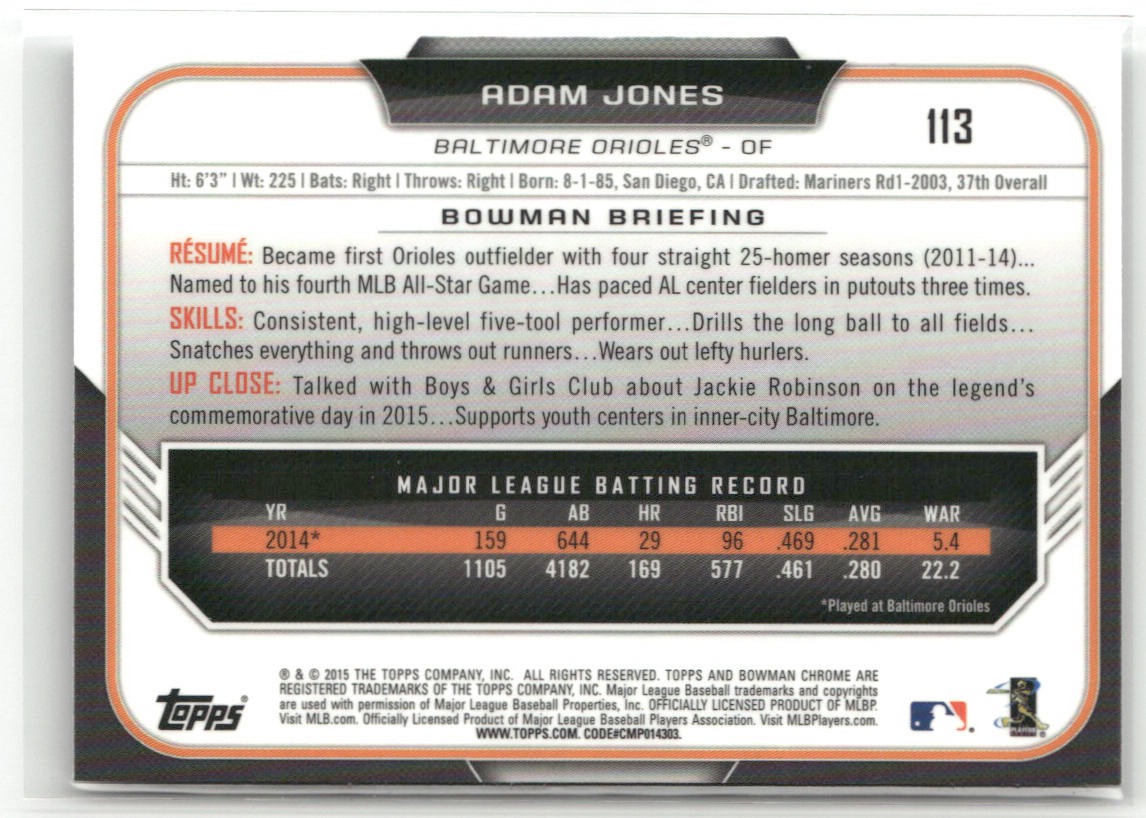 ADAM JONES
113
BALTIMORE ORIOLES® - OF
Ht: 6'3" | Wt: 225 | Bats: Right | Throws: Right | Born: 8-1-85, San Diego, CA | Drafted: Mariners Rd1-2003, 37th Overall
BOWMAN BRIEFING
RÉSUMÉ: Became first Orioles outfielder with four straight 25-homer seasons (2011-14)...
Named to his fourth MLB All-Star Game...Has paced AL center fielders in putouts three times.
SKILLS: Consistent, high-level five-tool performer...Drills the long ball to all fields...
Snatches everything and throws out runners...Wears out lefty hurlers.
UP CLOSE: Talked with Boys & Girls Club about Jackie Robinson on the legend's
commemorative day in 2015...Supports youth centers in inner-city Baltimore.
MAJOR LEAGUE BATTING RECORD
YR G AB HR RBI SLG AVG WAR
2014* 159 644 29 96 .469 .281 5.4
TOTALS 1105 4182 169 577 .461 .280 22.2
*Played at Baltimore Orioles
® & © 2015 THE TOPPS COMPANY, INC. ALL RIGHTS RESERVED. TOPPS AND BOWMAN CHROME ARE
REGISTERED TRADEMARKS OF THE TOPPS COMPANY, INC. Major League Baseball trademarks and copyrights
are used with permission of Major League Baseball Properties, Inc. OFFICIALLY LICENSED PRODUCT OF MLBP.
Visit MLB.com. Officially Licensed Product of Major League Baseball Players Association. Visit MLBPlayers.com.
WWW.TOPPS.COM. CODE#CMP014303.
TOPPS®